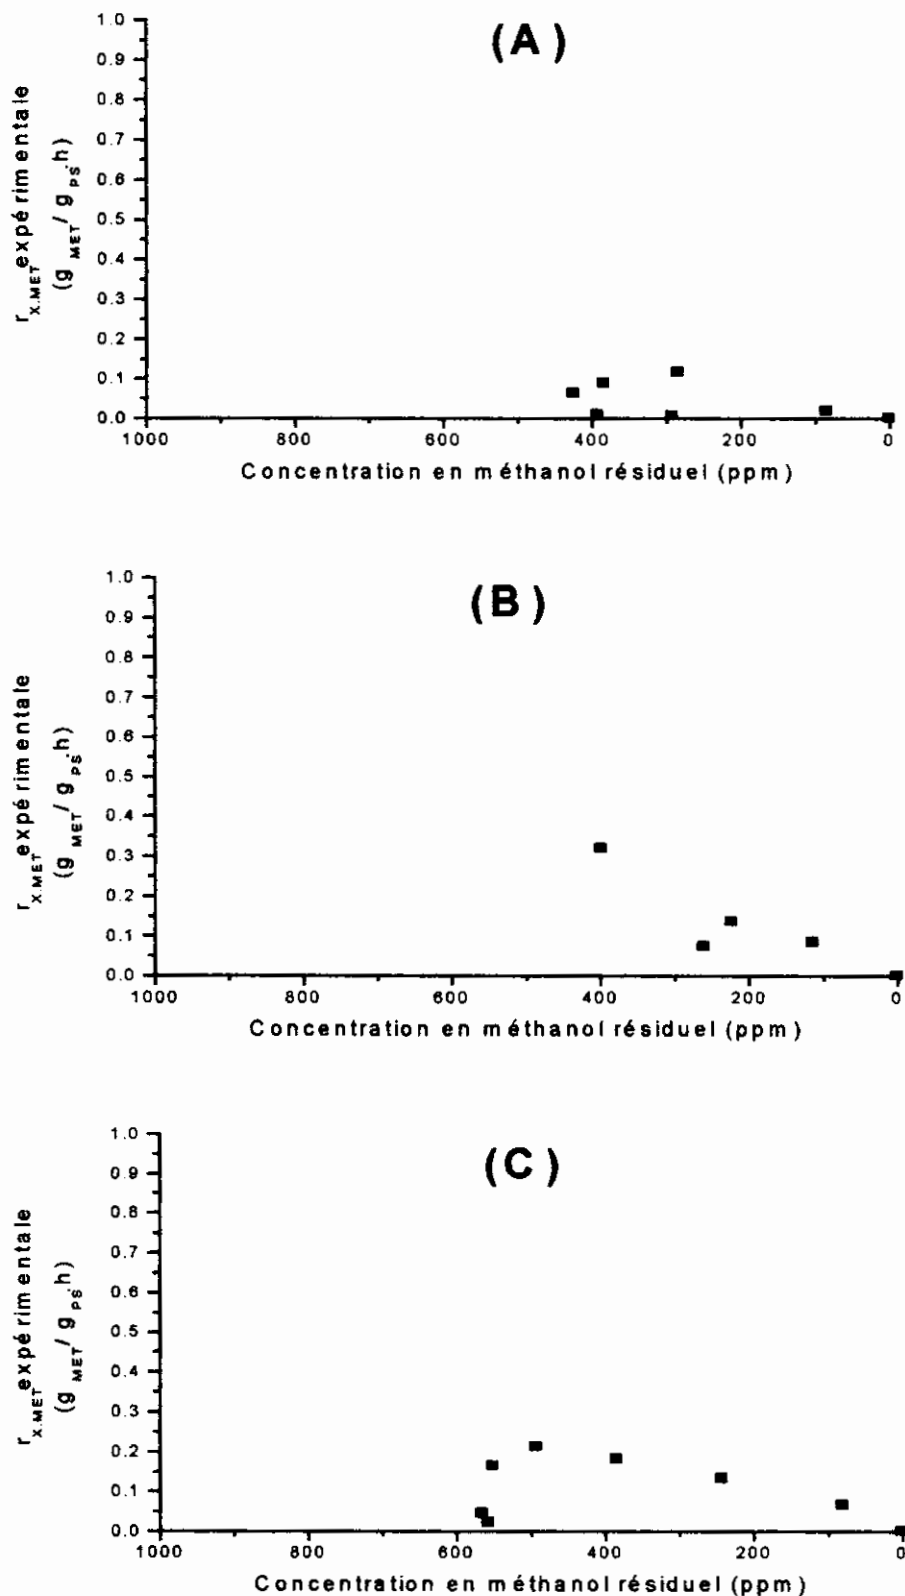 (A)
r X.MET expérimentale
(g MET / g PS.h)
1.0
0.9
0.8
0.7
0.6
0.5
0.4
0.3
0.2
0.1
0.0
1000 800 600 400 200 0
Concentration en méthanol résiduel (ppm)
(B)
r X.MET expérimentale
(g MET / g PS.h)
1.0
0.9
0.8
0.7
0.6
0.5
0.4
0.3
0.2
0.1
0.0
1000 800 600 400 200 0
Concentration en méthanol résiduel (ppm)
(C)
r X.MET expérimentale
(g MET / g PS.h)
1.0
0.9
0.8
0.7
0.6
0.5
0.4
0.3
0.2
0.1
0.0
1000 800 600 400 200 0
Concentration en méthanol résiduel (ppm)